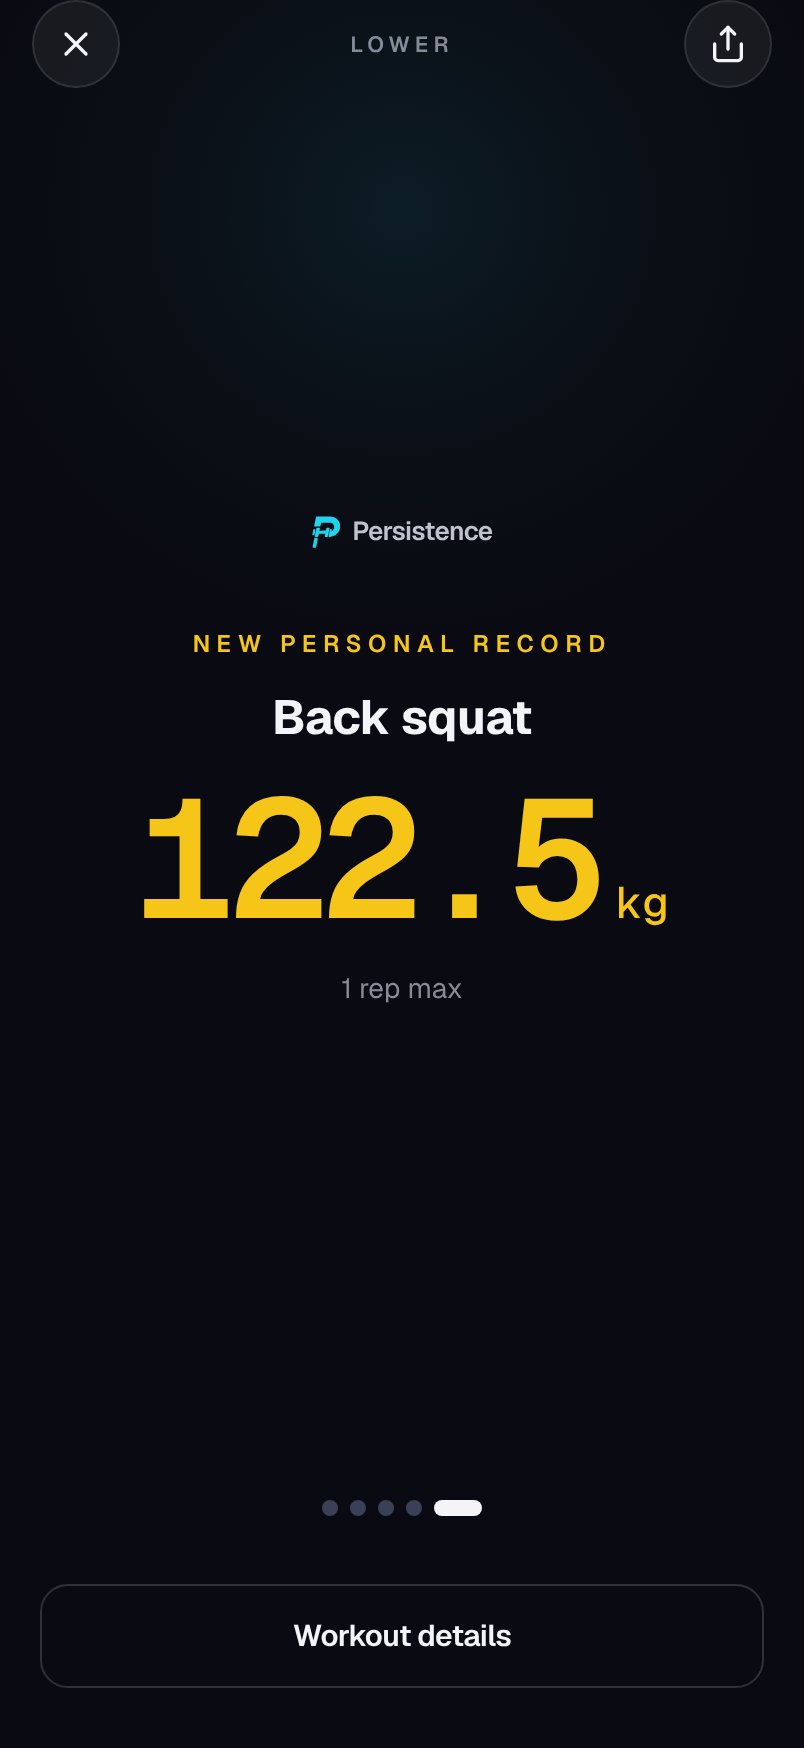 LOWER
Persistence
NEW PERSONAL RECORD
Back squat
122.5 kg
1 rep max
Workout details